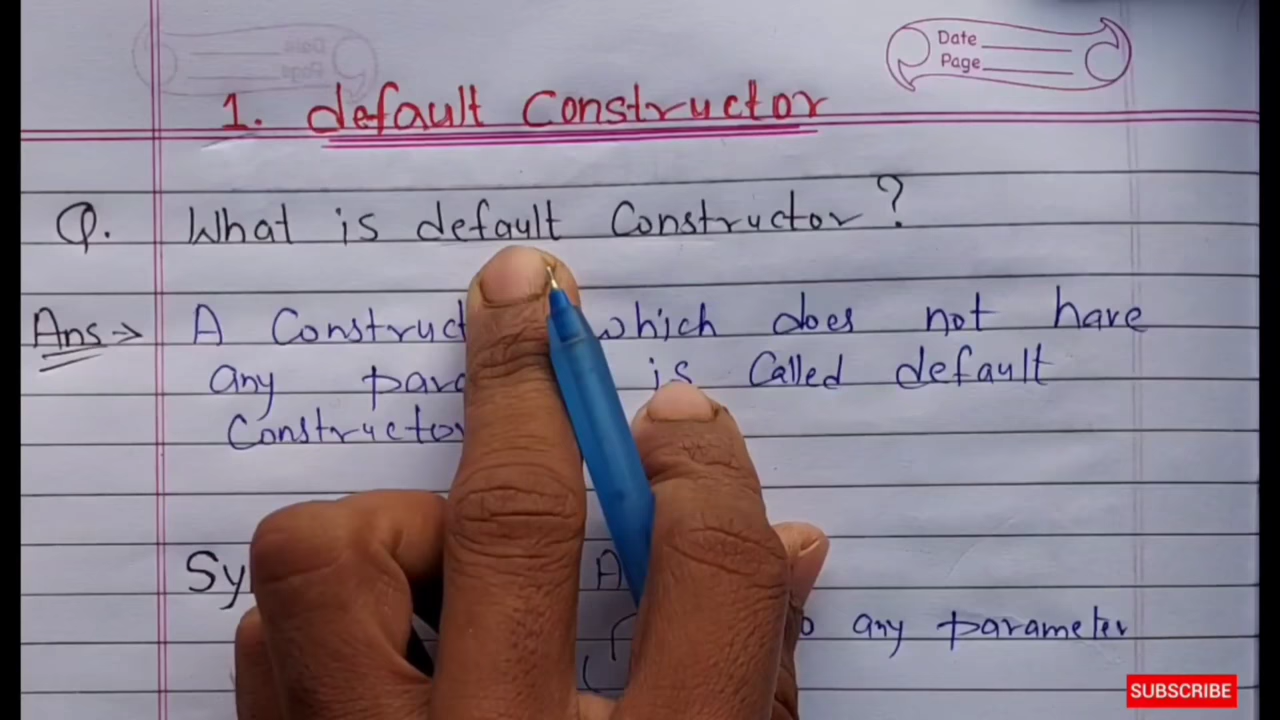 Date
Page
1. default Constructor
Q. What is default Constructor?
Ans → A Construct which does not have
any para is Called default
Constructor
Sy A
any parameter
SUBSCRIBE